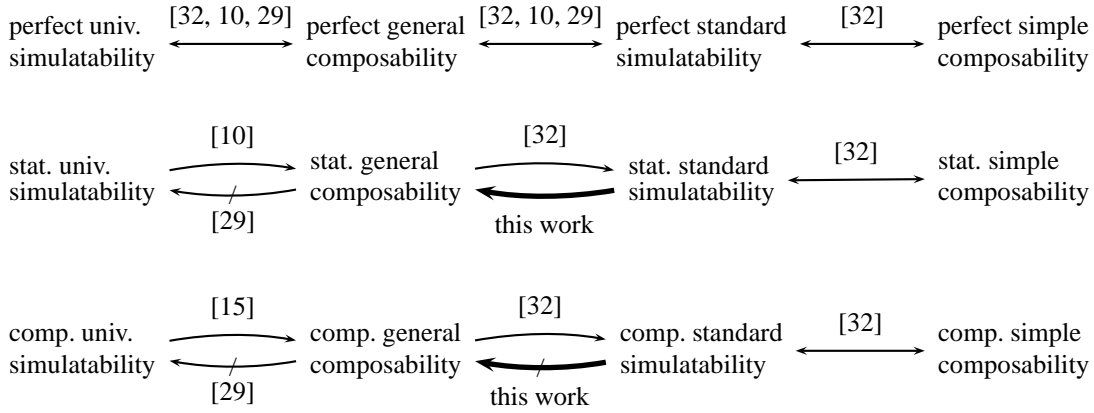 [32, 10, 29] [32, 10, 29] [32]
perfect univ. perfect general perfect standard perfect simple
simulatability composability simulatability composability
[10] [32] [32]
stat. univ. stat. general stat. standard stat. simple
simulatability composability simulatability composability
[29] this work
[15] [32] [32]
comp. univ. comp. general comp. standard comp. simple
simulatability composability simulatability composability
[29] this work